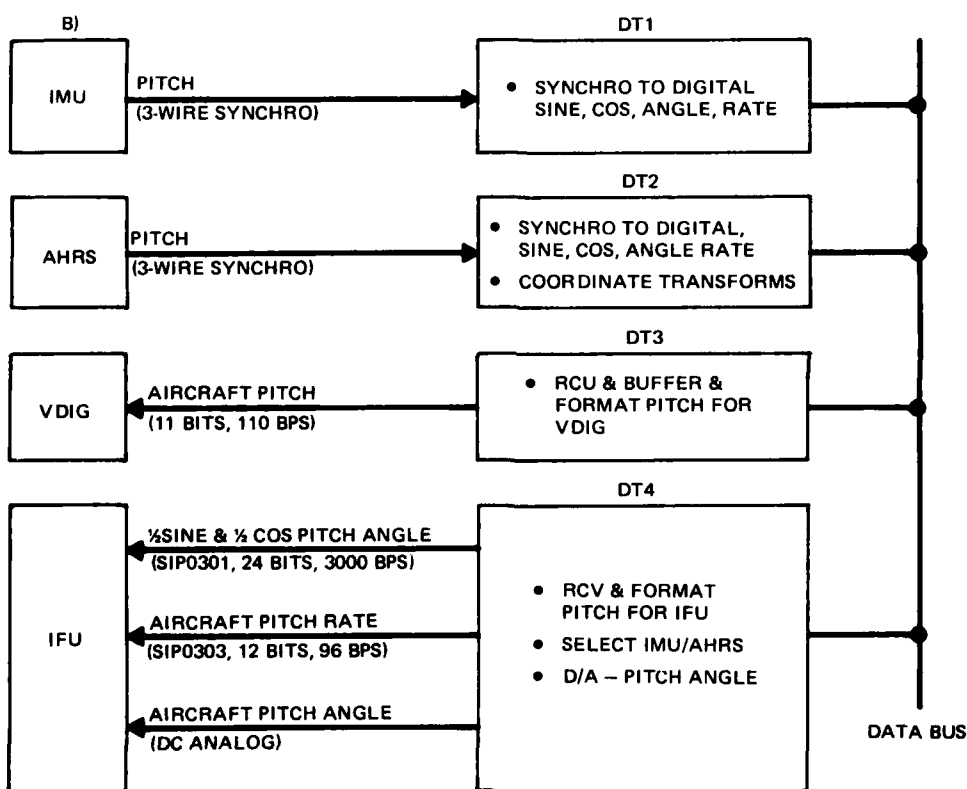 B)
DT1
IMU
PITCH
(3-WIRE SYNCHRO)
• SYNCHRO TO DIGITAL
SINE, COS, ANGLE, RATE
DT2
AHRS
PITCH
(3-WIRE SYNCHRO)
• SYNCHRO TO DIGITAL,
SINE, COS, ANGLE RATE
• COORDINATE TRANSFORMS
DT3
VDIG
AIRCRAFT PITCH
(11 BITS, 110 BPS)
• RCU & BUFFER &
FORMAT PITCH FOR
VDIG
DT4
IFU
½SINE & ½ COS PITCH ANGLE
(SIP0301, 24 BITS, 3000 BPS)
AIRCRAFT PITCH RATE
(SIP0303, 12 BITS, 96 BPS)
AIRCRAFT PITCH ANGLE
(DC ANALOG)
• RCV & FORMAT
PITCH FOR IFU
• SELECT IMU/AHRS
• D/A – PITCH ANGLE
DATA BUS